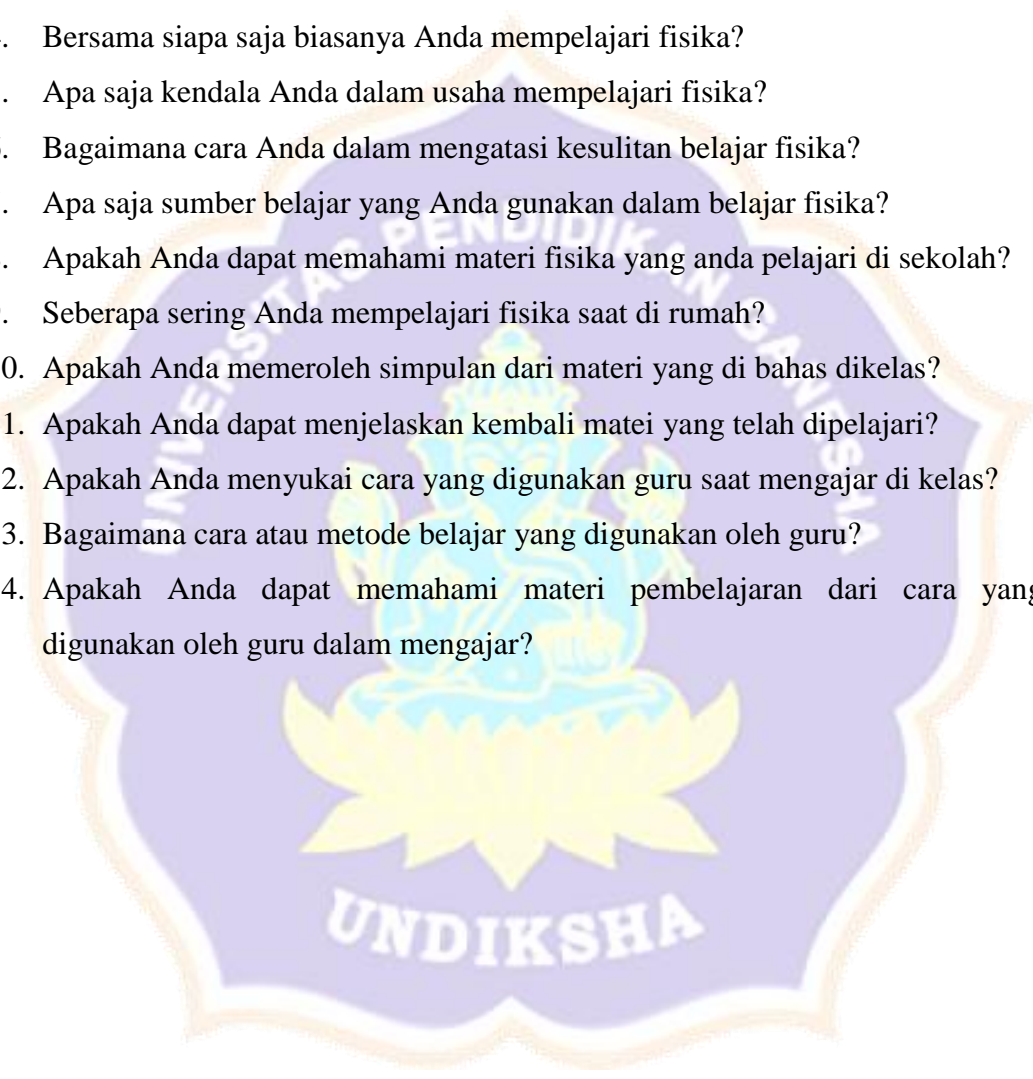 . Bersama siapa saja biasanya Anda mempelajari fisika?
. Apa saja kendala Anda dalam usaha mempelajari fisika?
. Bagaimana cara Anda dalam mengatasi kesulitan belajar fisika?
. Apa saja sumber belajar yang Anda gunakan dalam belajar fisika?
. Apakah Anda dapat memahami materi fisika yang anda pelajari di sekolah?
. Seberapa sering Anda mempelajari fisika saat di rumah?
0. Apakah Anda memeroleh simpulan dari materi yang di bahas dikelas?
1. Apakah Anda dapat menjelaskan kembali matei yang telah dipelajari?
2. Apakah Anda menyukai cara yang digunakan guru saat mengajar di kelas?
3. Bagaimana cara atau metode belajar yang digunakan oleh guru?
4. Apakah Anda dapat memahami materi pembelajaran dari cara yang
digunakan oleh guru dalam mengajar?
UNIVERSITAS PENDIDIKAN GANESHA
UNDIKSHA